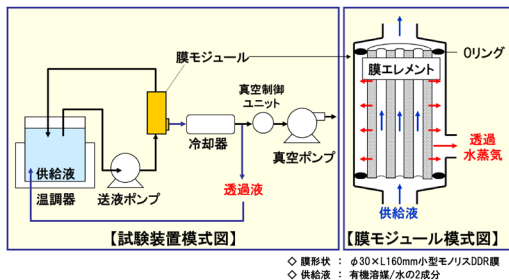 膜モジュール
真空制御
ユニット
冷却器
真空ポンプ
供給液
温調器
送液ポンプ
透過液
【試験装置模式図】
Oリング
膜エレメント
透過
水蒸気
供給液
【膜モジュール模式図】
◇ 膜形状 : φ30×L160mm小型モノリスDDR膜
◇ 供給液 : 有機溶媒/水の2成分